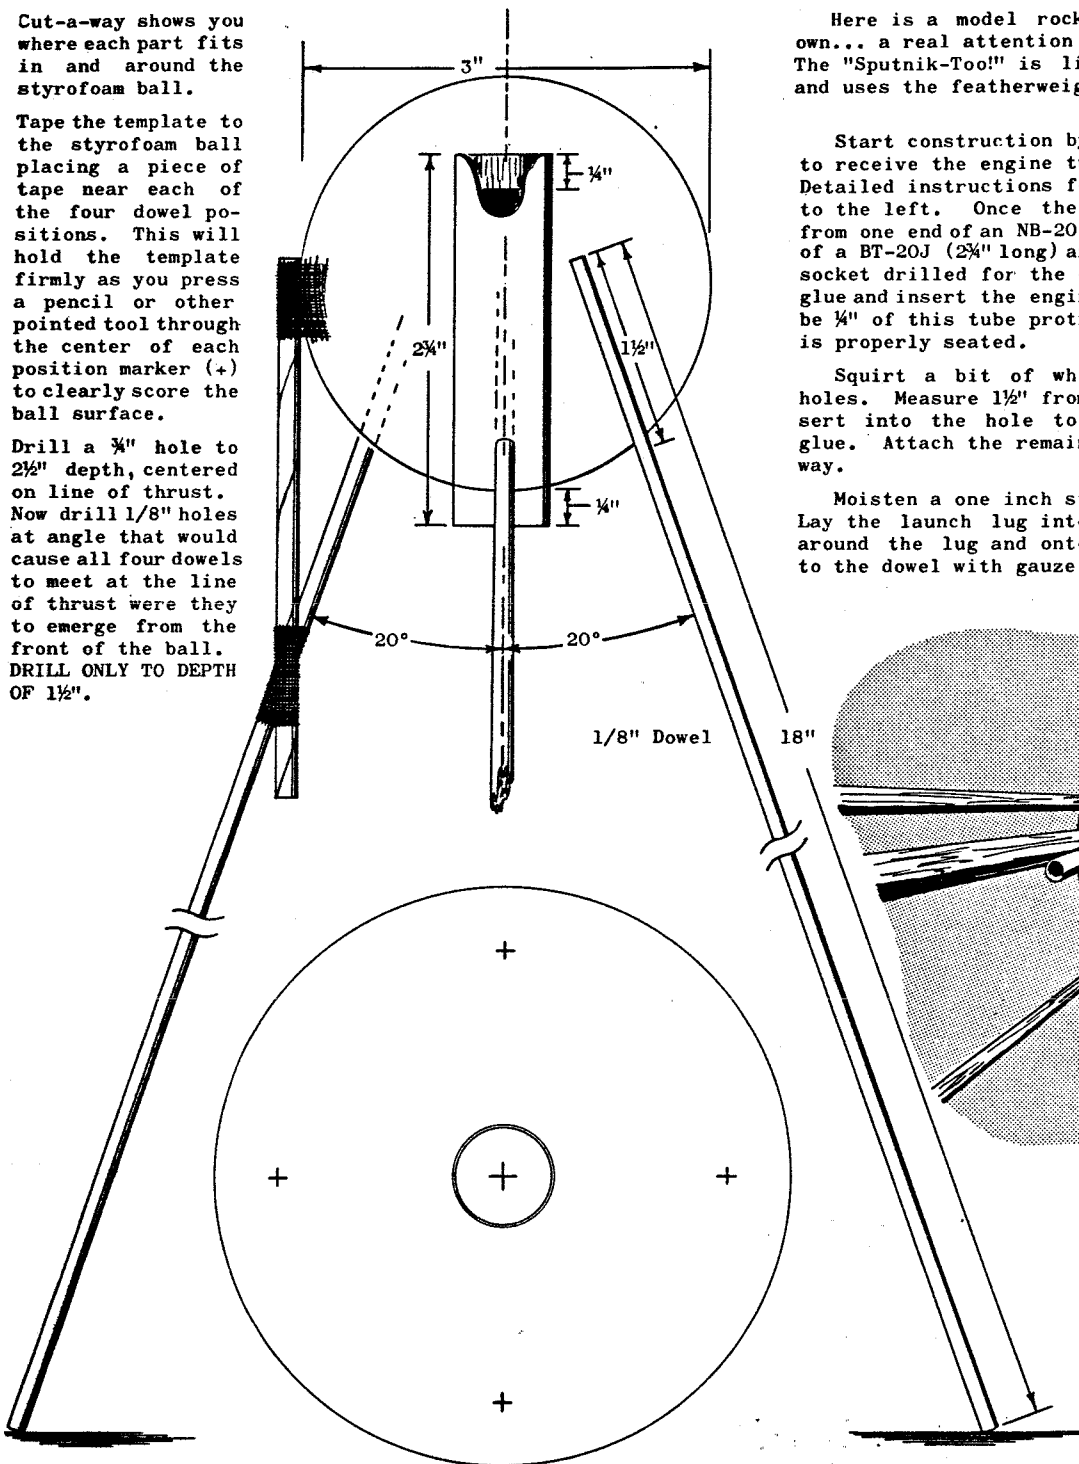 Cut-a-way shows you
where each part fits
in and around the
styrofoam ball.
Tape the template to
the styrofoam ball
placing a piece of
tape near each of
the four dowel po-
sitions. This will
hold the template
firmly as you press
a pencil or other
pointed tool through
the center of each
position marker (+)
to clearly score the
ball surface.
Drill a ¾" hole to
2½" depth, centered
on line of thrust.
Now drill 1/8" holes
at angle that would
cause all four dowels
to meet at the line
of thrust were they
to emerge from the
front of the ball.
DRILL ONLY TO DEPTH
OF 1½".
3"
¼"
2¾"
1½"
¼"
20°
20°
1/8" Dowel
18"
Here is a model rock
own... a real attention
The "Sputnik-Too!" is li
and uses the featherweig
Start construction b
to receive the engine t
Detailed instructions f
to the left. Once the
from one end of an NB-20
of a BT-20J (2¾" long) a
socket drilled for the
glue and insert the engi
be ¼" of this tube prot
is properly seated.
Squirt a bit of wh
holes. Measure 1½" from
sert into the hole to
glue. Attach the remain
way.
Moisten a one inch s
Lay the launch lug int
around the lug and ont
to the dowel with gauze